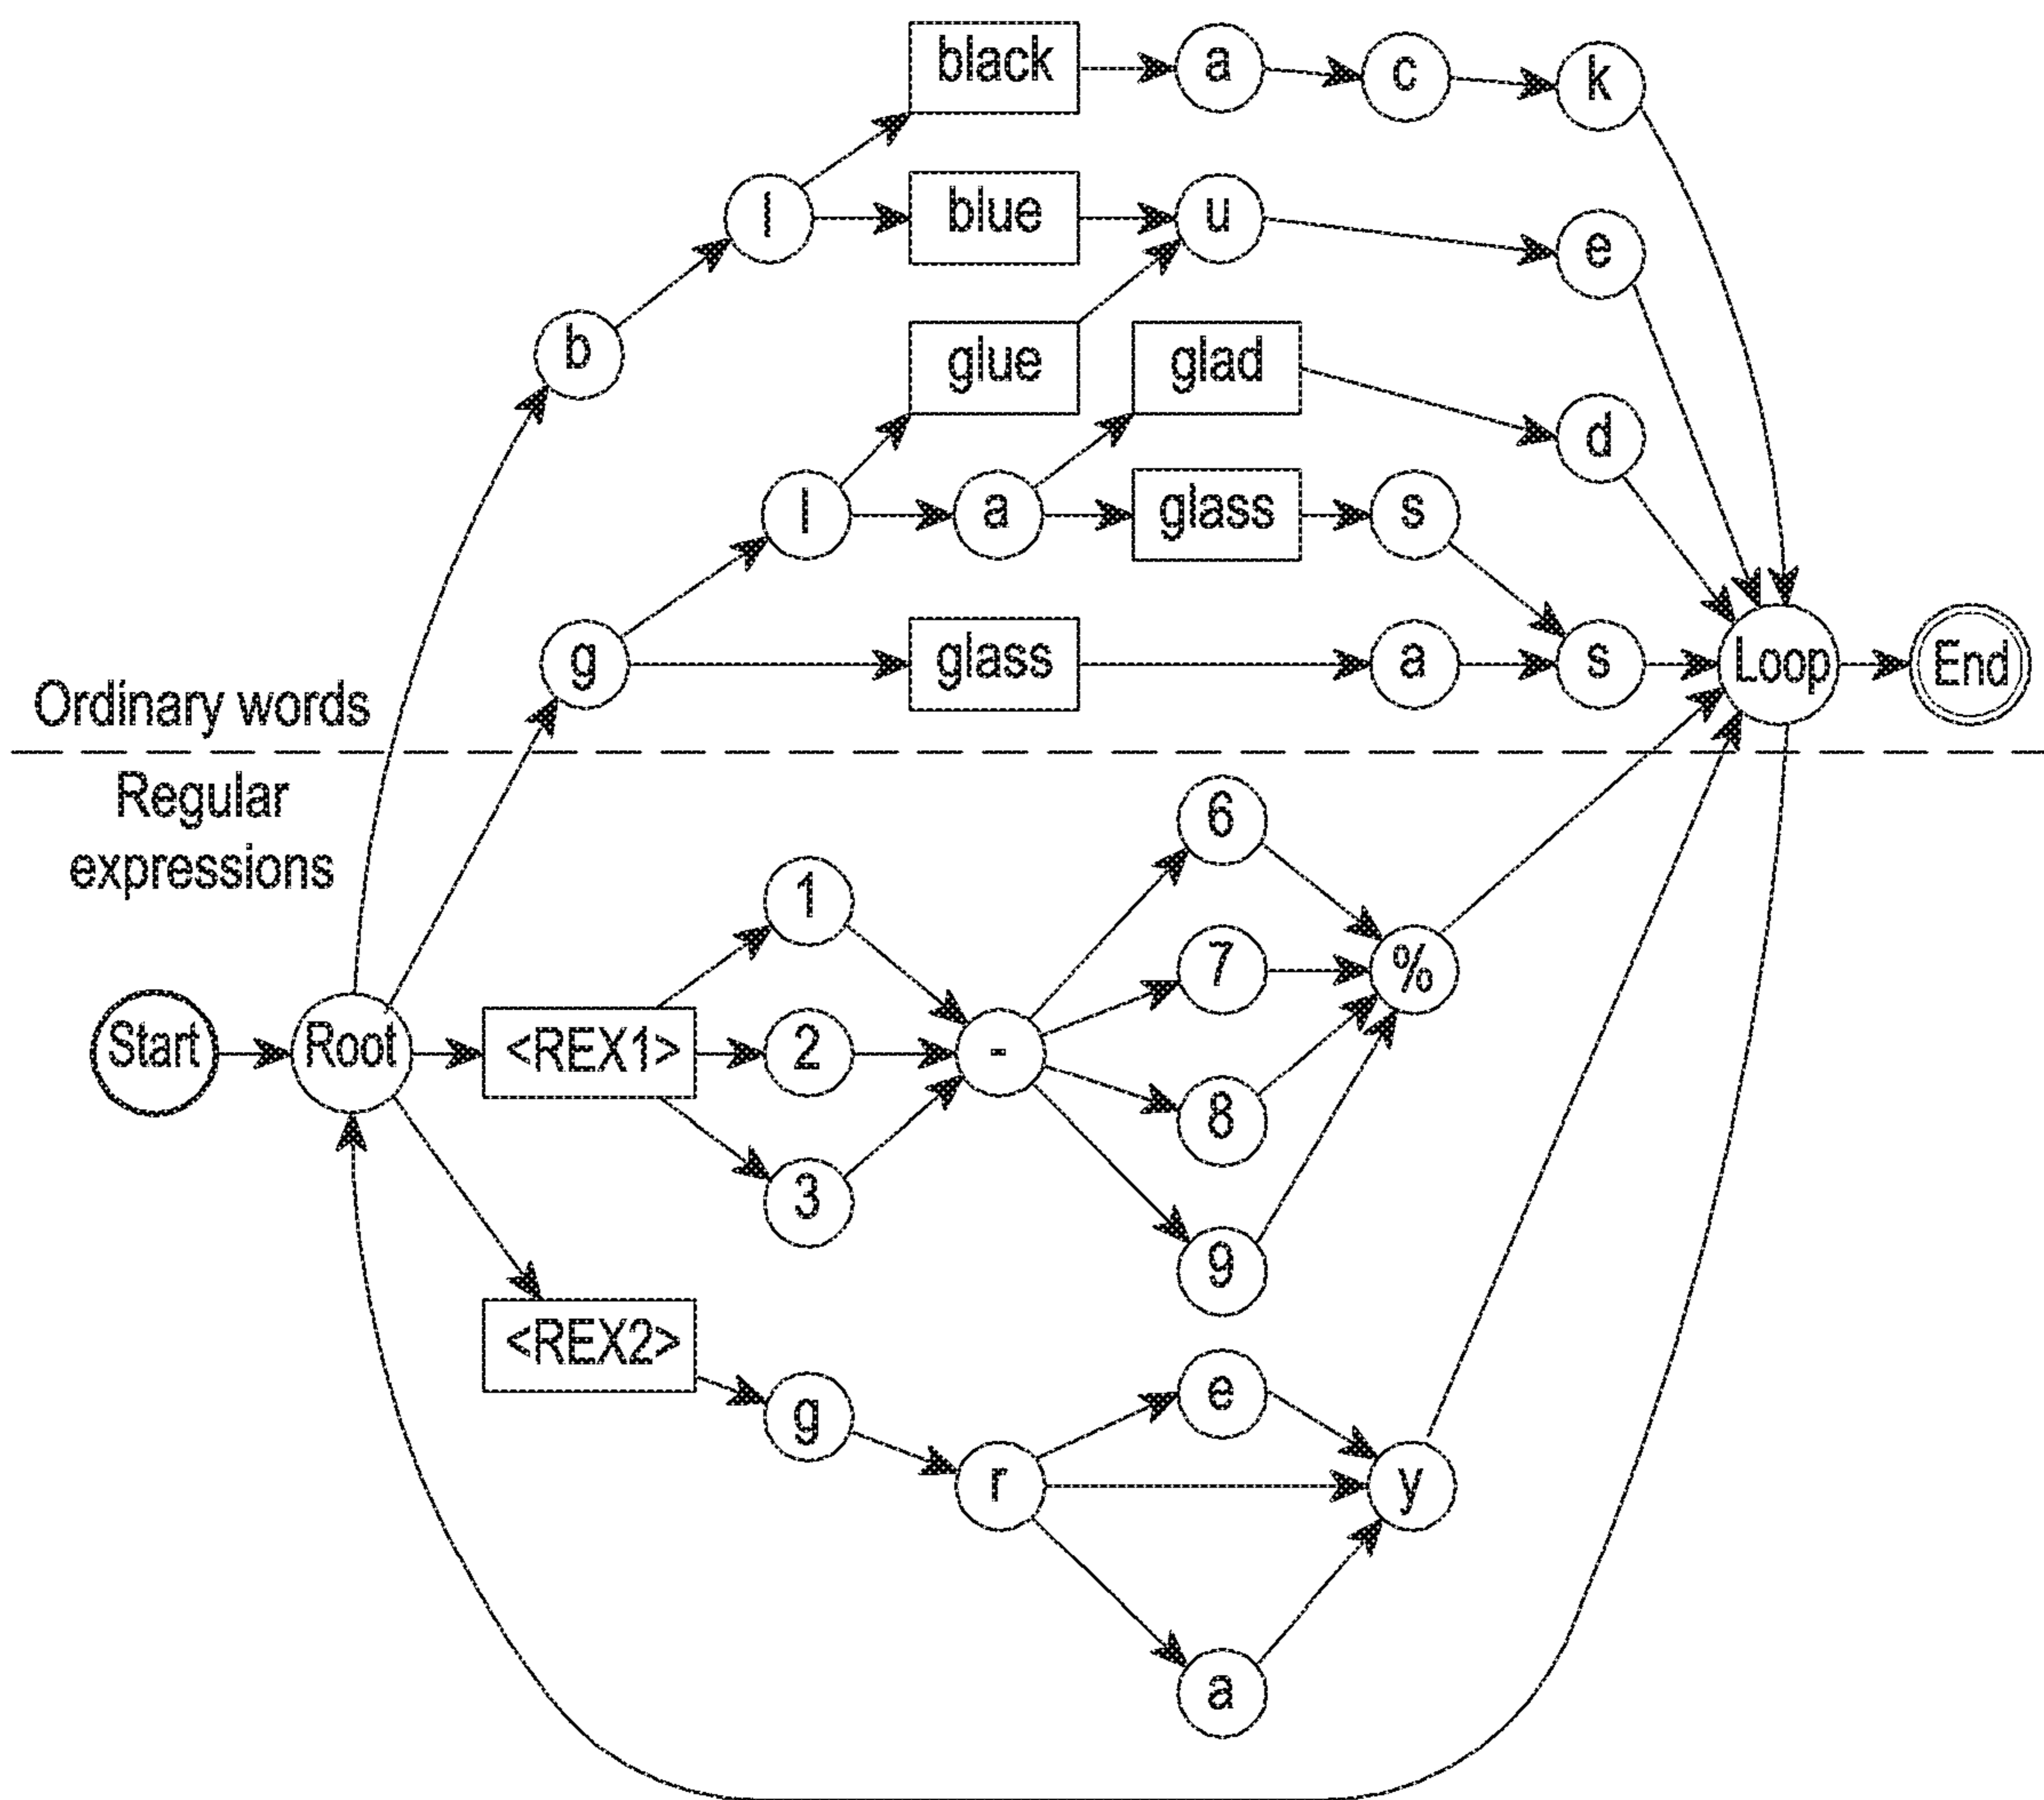 black a c k
l blue u e
b glue glad d
l a glass s
g glass a s Loop End
Ordinary words
Regular
expressions
6
1 7 %
Start Root <REX1> 2 - 8
3 9
<REX2> e
g r y
a